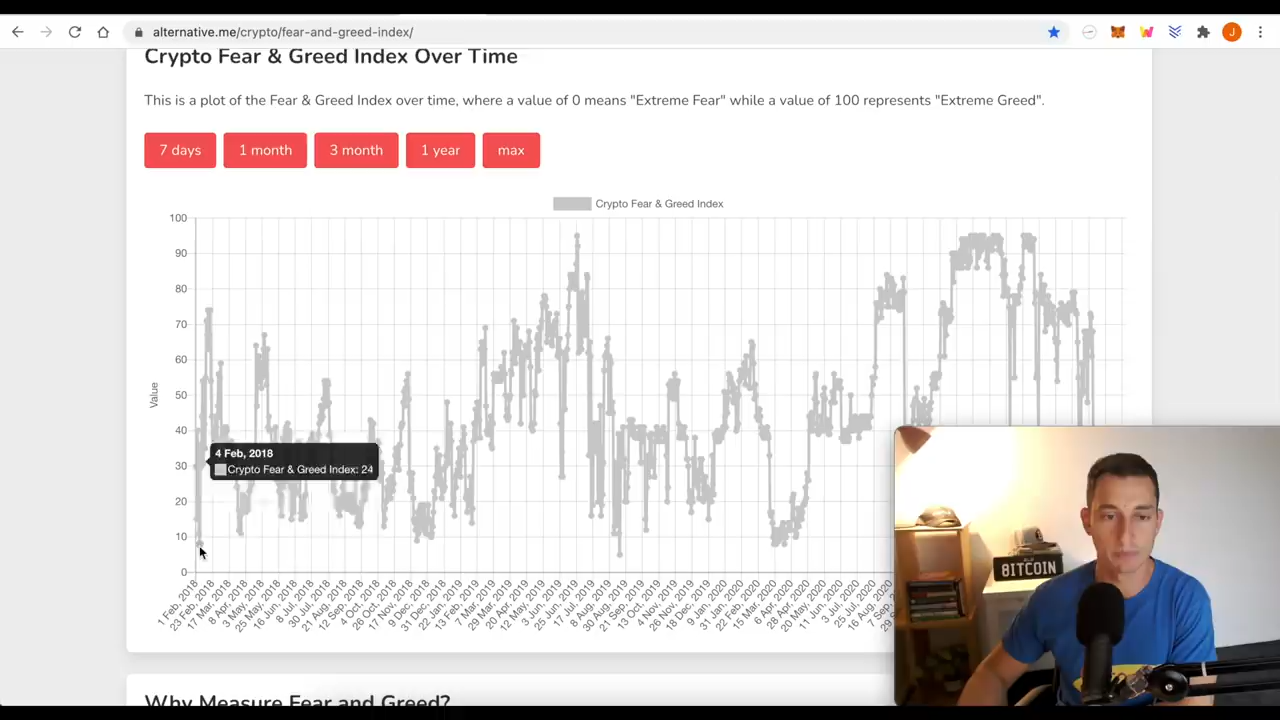 alternative.me/crypto/fear-and-greed-index/
J
Crypto Fear & Greed Index Over Time
This is a plot of the Fear & Greed Index over time, where a value of 0 means "Extreme Fear" while a value of 100 represents "Extreme Greed".
7 days
1 month
3 month
1 year
max
Crypto Fear & Greed Index
100
90
80
70
60
50
40
30
20
10
0
Value
4 Feb, 2018
Crypto Fear & Greed Index: 24
1 Feb, 2018
23 Feb, 2018
17 Mar, 2018
3 May, 2018
25 May, 2018
16 Jun, 2018
8 Jul, 2018
30 Jul, 2018
21 Aug, 2018
12 Sep, 2018
4 Oct, 2018
26 Oct, 2018
17 Nov, 2018
9 Dec, 2018
31 Dec, 2018
22 Jan, 2019
13 Feb, 2019
7 Mar, 2019
29 Mar, 2019
20 Apr, 2019
12 May, 2019
3 Jun, 2019
25 Jun, 2019
17 Jul, 2019
8 Aug, 2019
30 Aug, 2019
21 Sep, 2019
13 Oct, 2019
4 Nov, 2019
26 Nov, 2019
18 Dec, 2019
9 Jan, 2020
31 Jan, 2020
22 Feb, 2020
15 Mar, 2020
6 Apr, 2020
28 Apr, 2020
20 May, 2020
11 Jun, 2020
3 Jul, 2020
25 Jul, 2020
16 Aug, 2020
7 Sep,
8ITCOIN
Why Measure Fear and Greed?